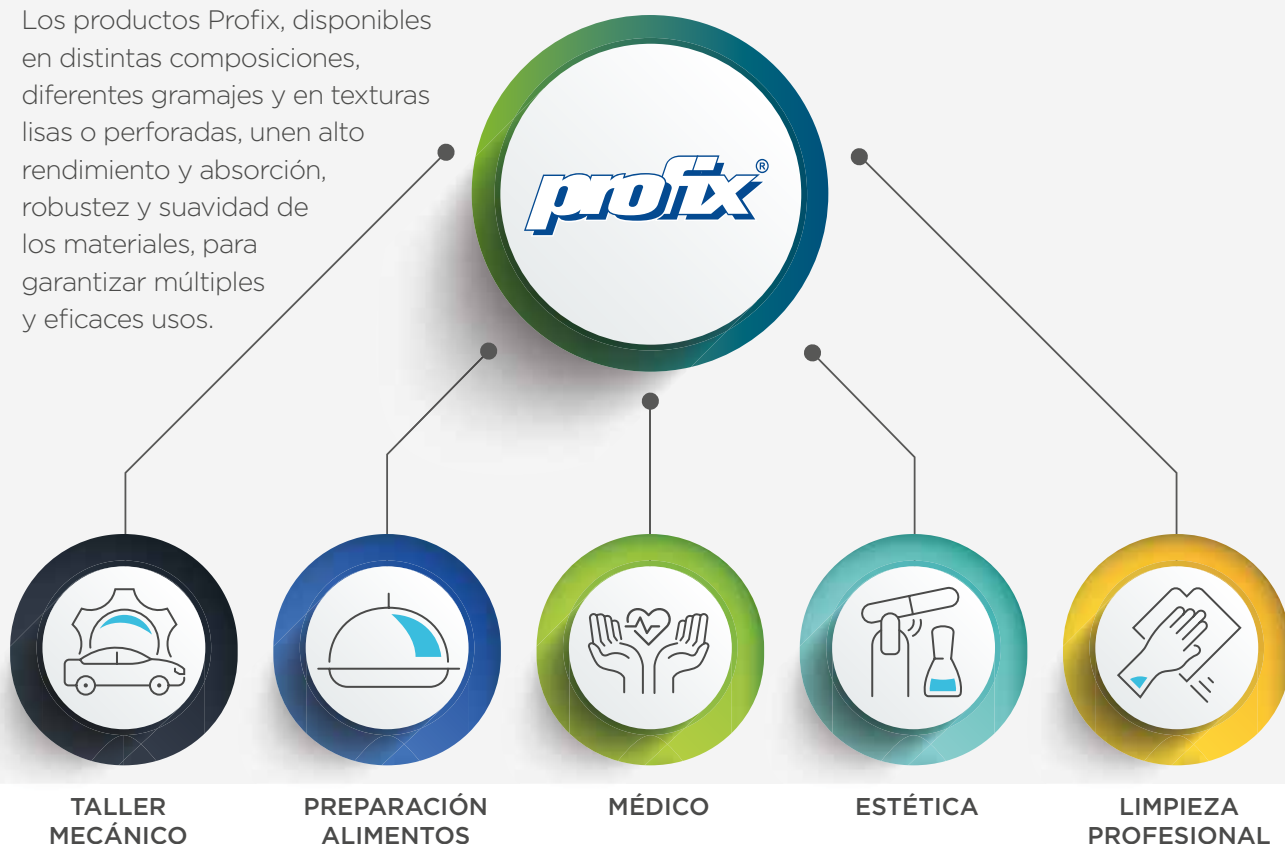 Los productos Profix, disponibles
en distintas composiciones,
diferentes gramajes y en texturas
lisas o perforadas, unen alto
rendimiento y absorción,
robustez y suavidad de
los materiales, para
garantizar múltiples
y eficaces usos.
profix®
TALLER
MECÁNICO
PREPARACIÓN
ALIMENTOS
MÉDICO
ESTÉTICA
LIMPIEZA
PROFESIONAL